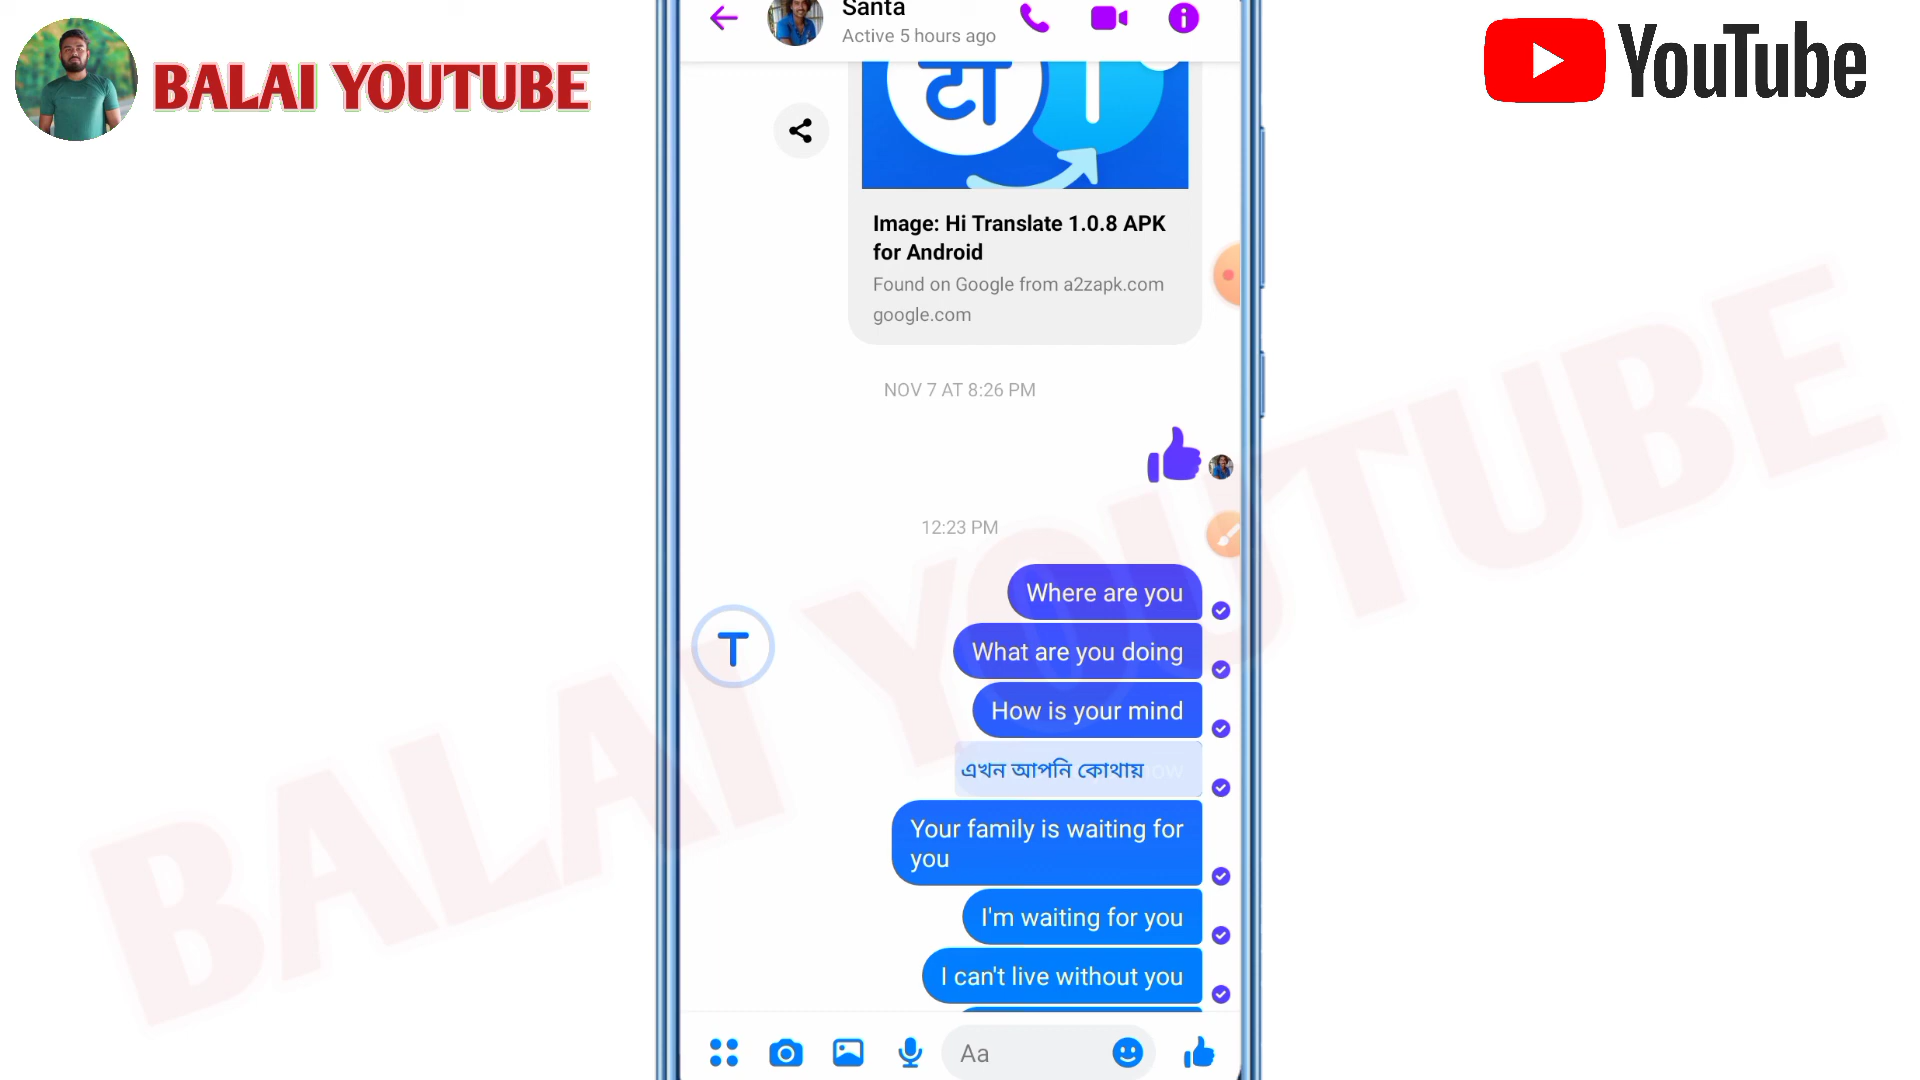 BALAI YOUTUBE
YouTube
Santa
Active 5 hours ago
टा
Image: Hi Translate 1.0.8 APK
for Android
Found on Google from a2zapk.com
google.com
NOV 7 AT 8:26 PM
12:23 PM
Where are you
What are you doing
How is your mind
এখন আপনি কোথায়
T
Your family is waiting for
you
I'm waiting for you
I can't live without you
Aa
BALAI YOUTUBE